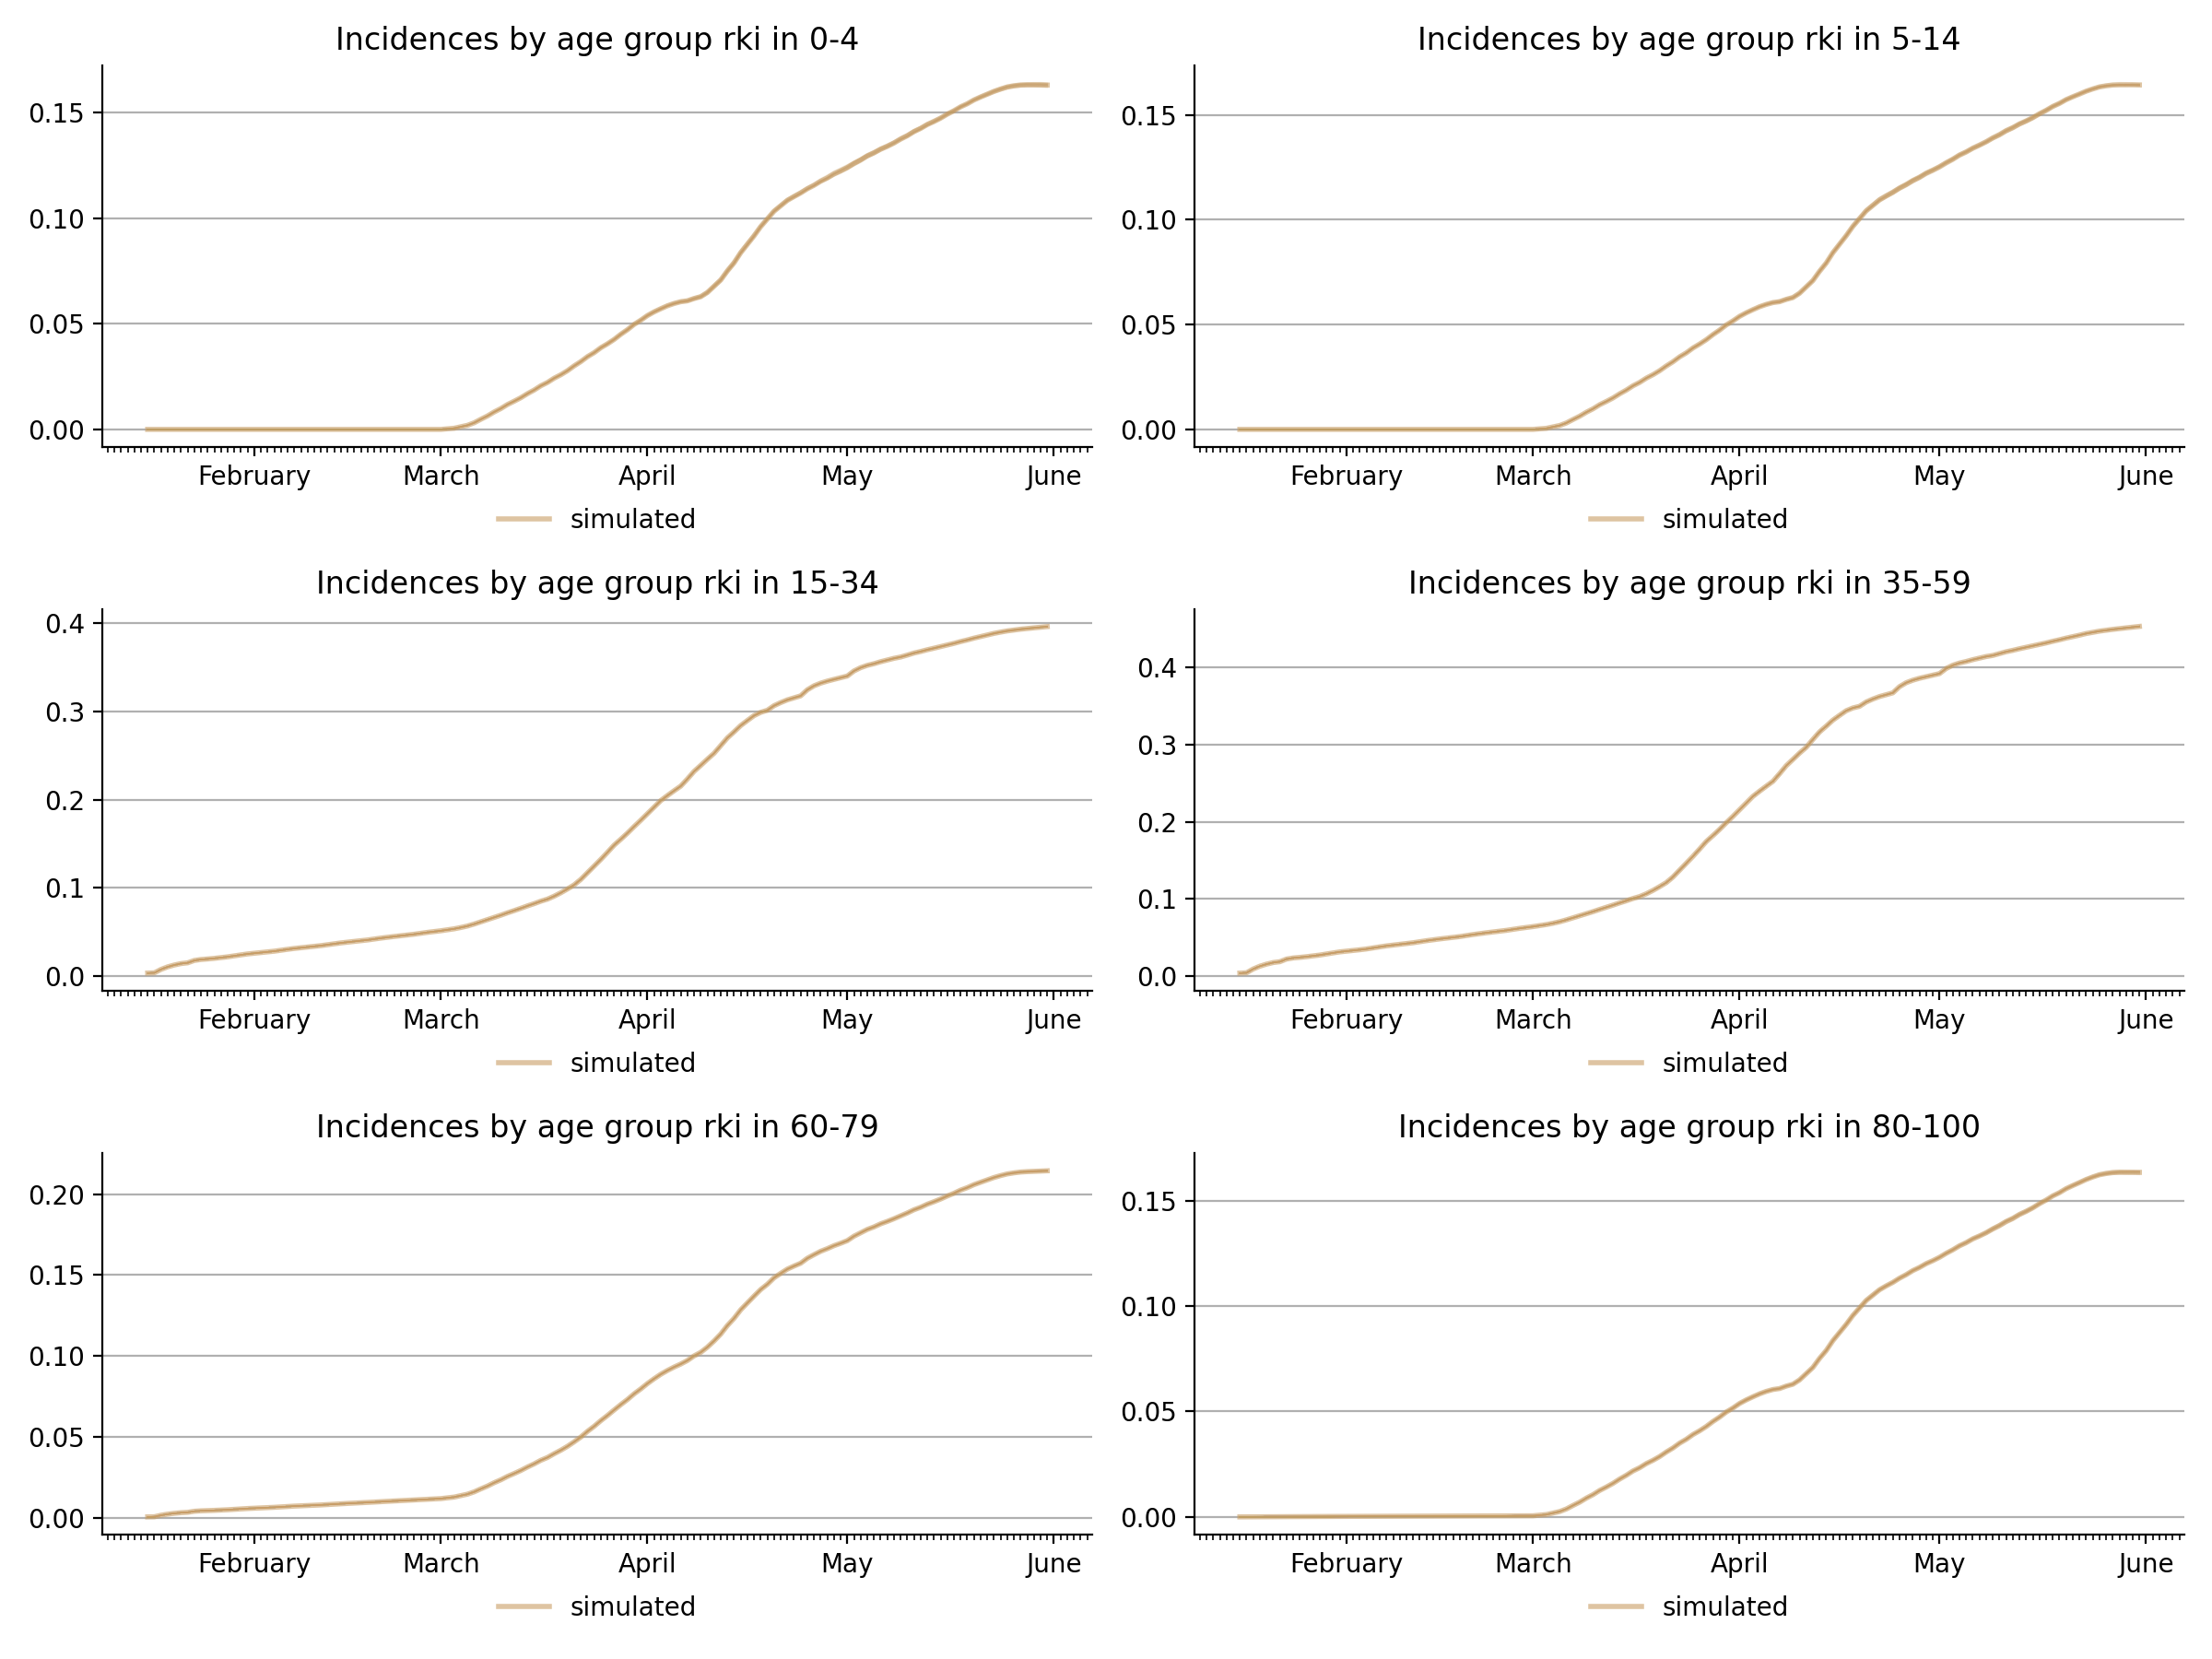 Incidences by age group rki in 0-4
0.15
0.10
0.05
0.00
February March April May June
simulated
Incidences by age group rki in 5-14
0.15
0.10
0.05
0.00
February March April May June
simulated
Incidences by age group rki in 15-34
0.4
0.3
0.2
0.1
0.0
February March April May June
simulated
Incidences by age group rki in 35-59
0.4
0.3
0.2
0.1
0.0
February March April May June
simulated
Incidences by age group rki in 60-79
0.20
0.15
0.10
0.05
0.00
February March April May June
simulated
Incidences by age group rki in 80-100
0.15
0.10
0.05
0.00
February March April May June
simulated